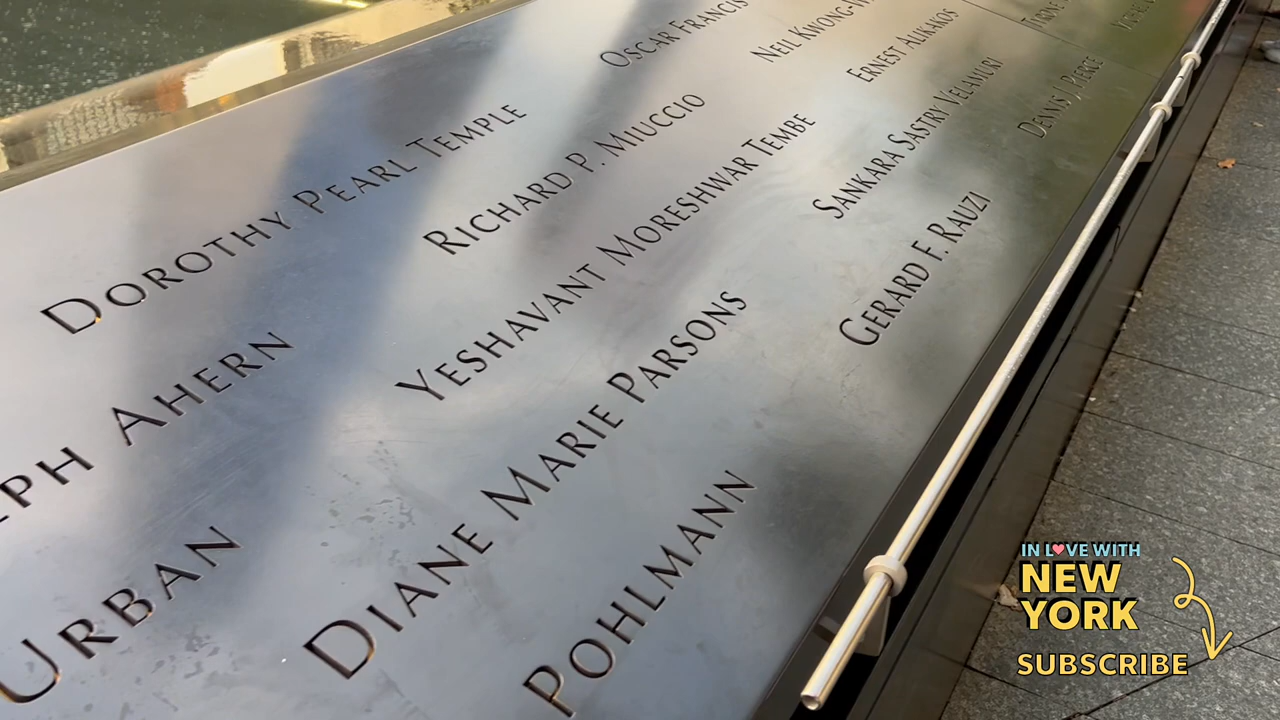 OSCAR FRANCIS
NEIL KWONG-W
ERNEST ALIKAKOS
DOROTHY PEARL TEMPLE
RICHARD P. MIUCCIO
SANKARA SASTRY VELAMURI
DENNIS J. PIERCE
EPH AHERN
YESHAVANT MORESHWAR TEMBE
GERARD F. RAUZI
URBAN
DIANE MARIE PARSONS
POHLMANN
IN LOVE WITH
NEW
YORK
SUBSCRIBE